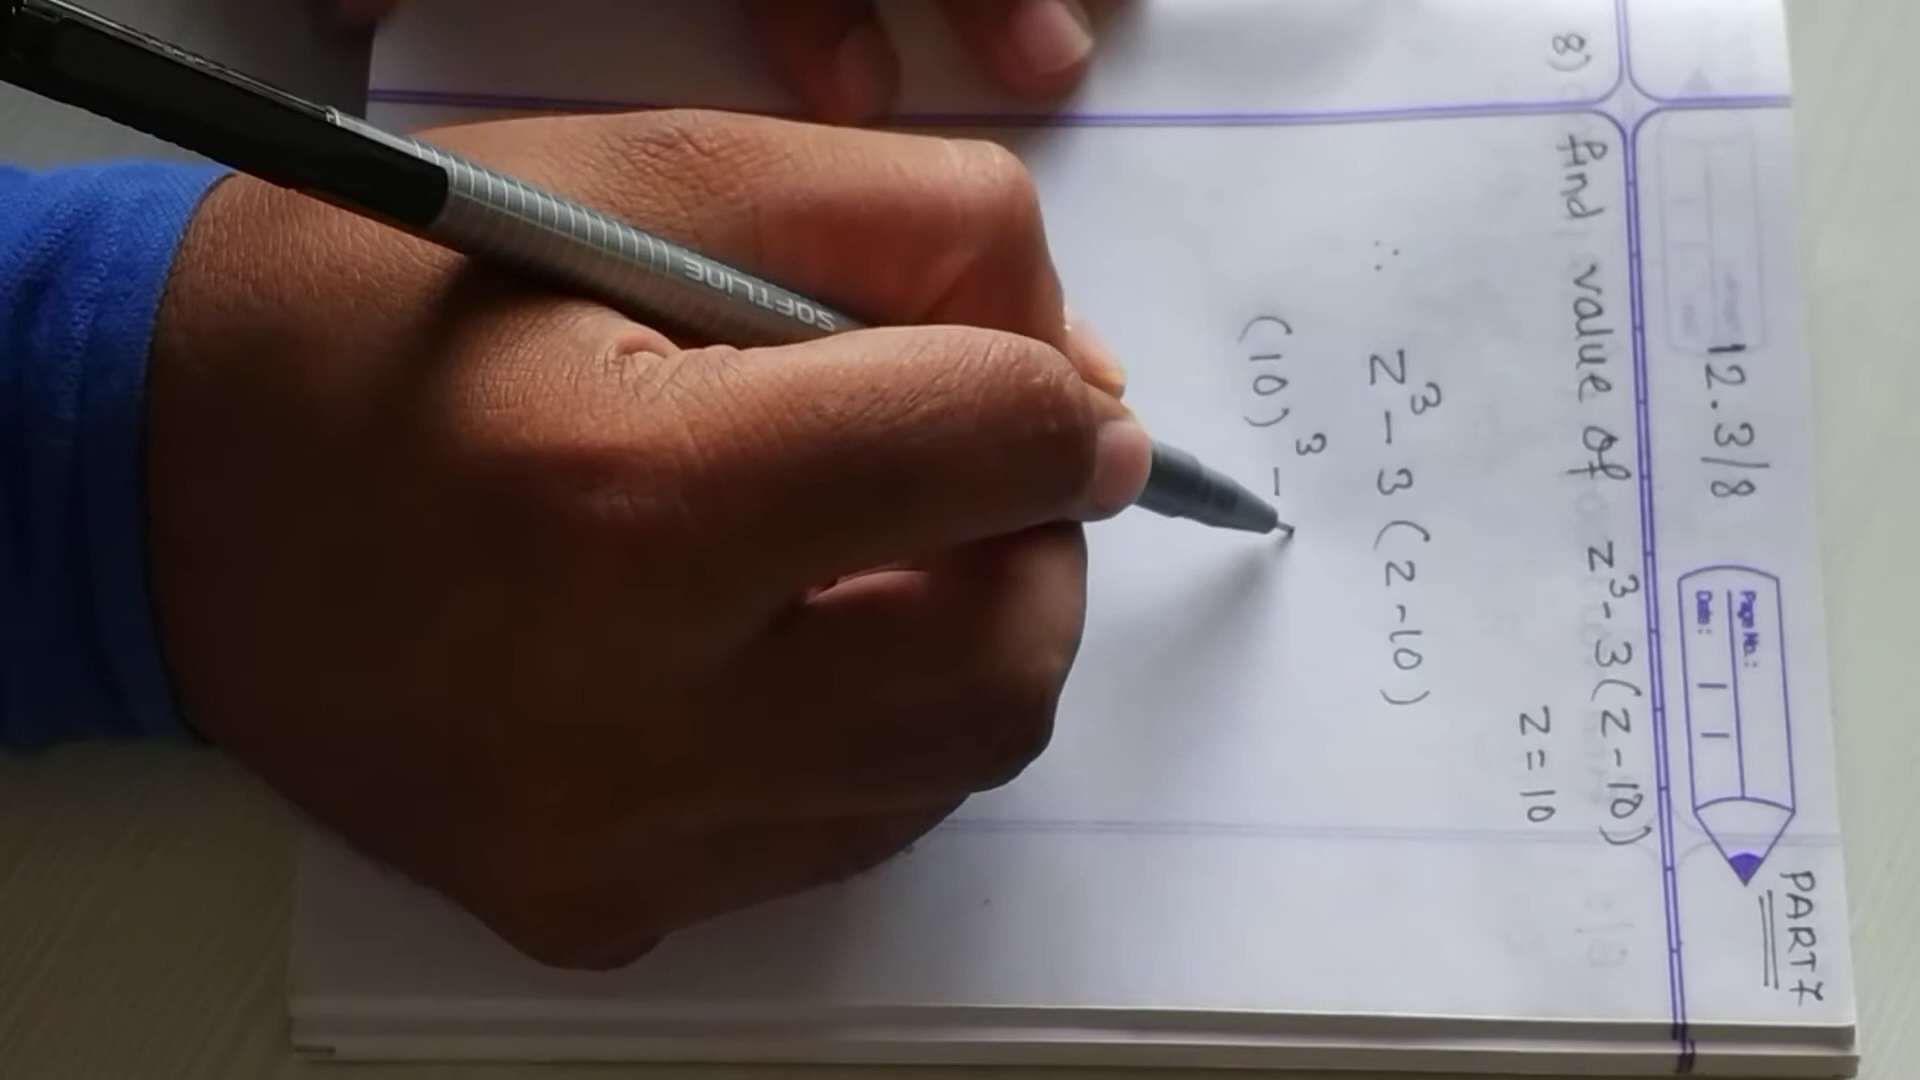 PART 7
12.3/8
Page No.:
Date:
8) find value of z³-3(z-10)
z=10
∴ z³-3(z-10)
(10)³-
SOFTLINE